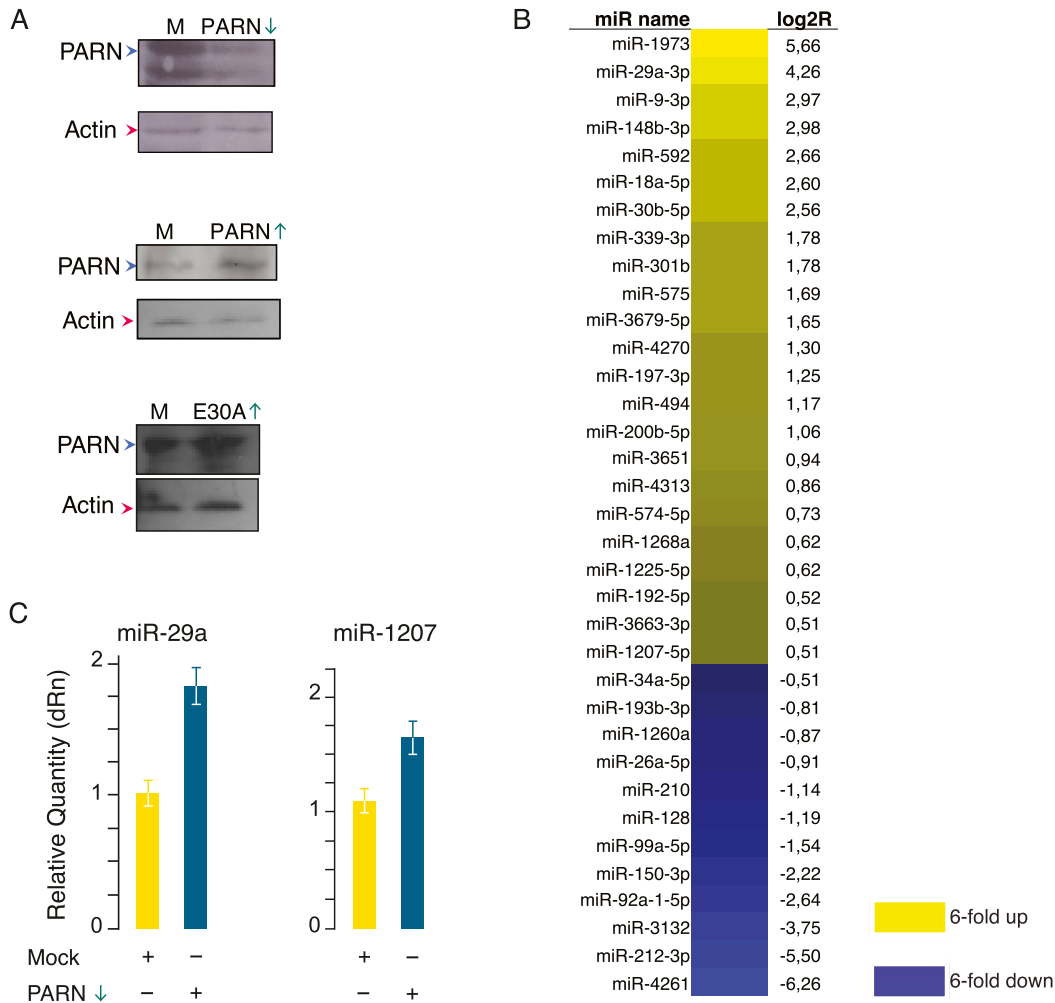 A
M PARN↓
PARN
Actin
M PARN↑
PARN
Actin
M E30A↑
PARN
Actin
B
miR name log2R
miR-1973 5,66
miR-29a-3p 4,26
miR-9-3p 2,97
miR-148b-3p 2,98
miR-592 2,66
miR-18a-5p 2,60
miR-30b-5p 2,56
miR-339-3p 1,78
miR-301b 1,78
miR-575 1,69
miR-3679-5p 1,65
miR-4270 1,30
miR-197-3p 1,25
miR-494 1,17
miR-200b-5p 1,06
miR-3651 0,94
miR-4313 0,86
miR-574-5p 0,73
miR-1268a 0,62
miR-1225-5p 0,62
miR-192-5p 0,52
miR-3663-3p 0,51
miR-1207-5p 0,51
miR-34a-5p -0,51
miR-193b-3p -0,81
miR-1260a -0,87
miR-26a-5p -0,91
miR-210 -1,14
miR-128 -1,19
miR-99a-5p -1,54
miR-150-3p -2,22
miR-92a-1-5p -2,64
miR-3132 -3,75
miR-212-3p -5,50
miR-4261 -6,26
6-fold up
6-fold down
C
miR-29a
Relative Quantity (dRn)
2
1
0
miR-1207
2
1
0
Mock + − + −
PARN ↓ − + − +